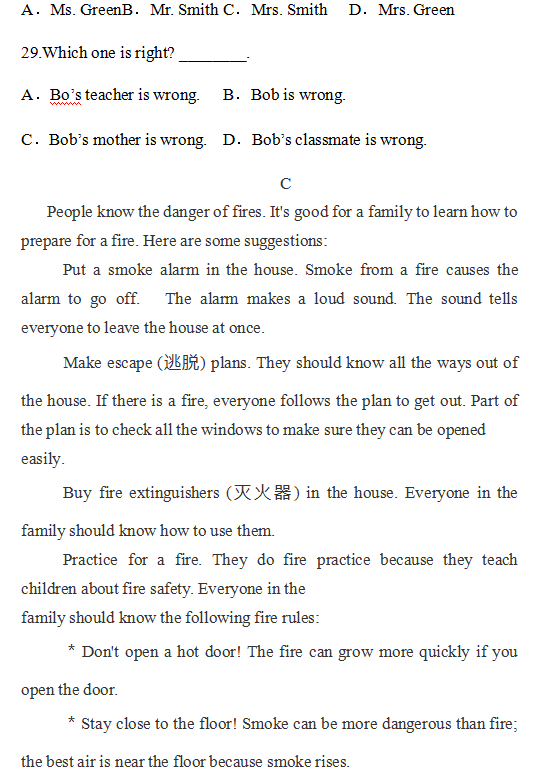 A．Ms. GreenB．Mr. Smith C．Mrs. Smith D．Mrs. Green
29.Which one is right? ________.
A．Bo’s teacher is wrong. B．Bob is wrong.
C．Bob’s mother is wrong. D．Bob’s classmate is wrong.
C
People know the danger of fires. It's good for a family to learn how to
prepare for a fire. Here are some suggestions:
Put a smoke alarm in the house. Smoke from a fire causes the
alarm to go off. The alarm makes a loud sound. The sound tells
everyone to leave the house at once.
Make escape (逃脱) plans. They should know all the ways out of
the house. If there is a fire, everyone follows the plan to get out. Part of
the plan is to check all the windows to make sure they can be opened
easily.
Buy fire extinguishers (灭火器) in the house. Everyone in the
family should know how to use them.
Practice for a fire. They do fire practice because they teach
children about fire safety. Everyone in the
family should know the following fire rules:
* Don't open a hot door! The fire can grow more quickly if you
open the door.
* Stay close to the floor! Smoke can be more dangerous than fire;
the best air is near the floor because smoke rises.